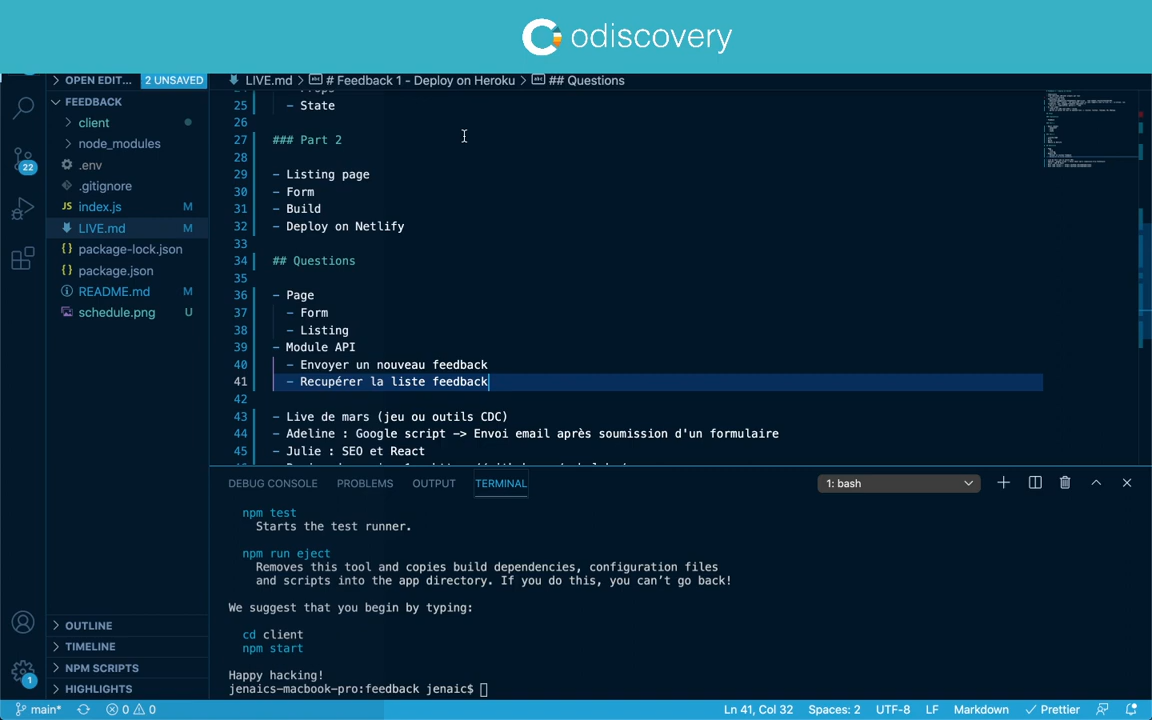 odiscovery
OPEN EDIT... 2 UNSAVED
LIVE.md > # Feedback 1 - Deploy on Heroku > ## Questions
FEEDBACK
client
node_modules
.env
.gitignore
index.js M
LIVE.md M
package-lock.json
package.json
README.md M
schedule.png U
22
OUTLINE
TIMELINE
NPM SCRIPTS
HIGHLIGHTS
1
25 - State
26
27 ### Part 2
28
29 - Listing page
30 - Form
31 - Build
32 - Deploy on Netlify
33
34 ## Questions
35
36 - Page
37 - Form
38 - Listing
39 - Module API
40 - Envoyer un nouveau feedback
41 - Recupérer la liste feedback
42
43 - Live de mars (jeu ou outils CDC)
44 - Adeline : Google script -> Envoi email après soumission d'un formulaire
45 - Julie : SEO et React
DEBUG CONSOLE PROBLEMS OUTPUT TERMINAL 1: bash
npm test
Starts the test runner.
npm run eject
Removes this tool and copies build dependencies, configuration files
and scripts into the app directory. If you do this, you can't go back!
We suggest that you begin by typing:
cd client
npm start
Happy hacking!
jenaics-macbook-pro:feedback jenaic$
main* 0 0 Ln 41, Col 32 Spaces: 2 UTF-8 LF Markdown Prettier